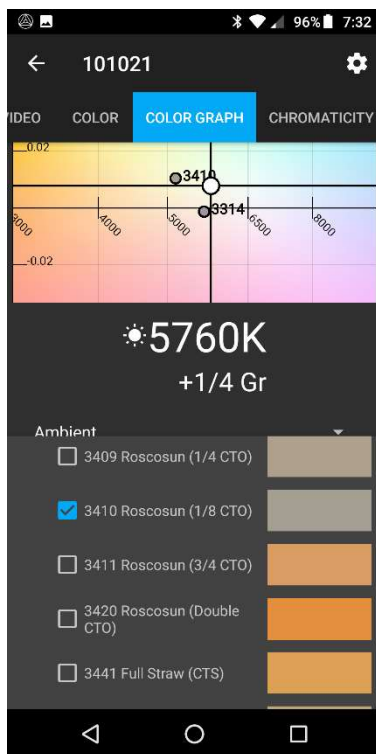 96% 7:32
101021
IDEO COLOR COLOR GRAPH CHROMATICITY
0.02
3410
3314
3000 4000 5000 6500 8000
-0.02
5760K
+1/4 Gr
Ambient
3409 Roscosun (1/4 CTO)
3410 Roscosun (1/8 CTO)
3411 Roscosun (3/4 CTO)
3420 Roscosun (Double
CTO)
3441 Full Straw (CTS)